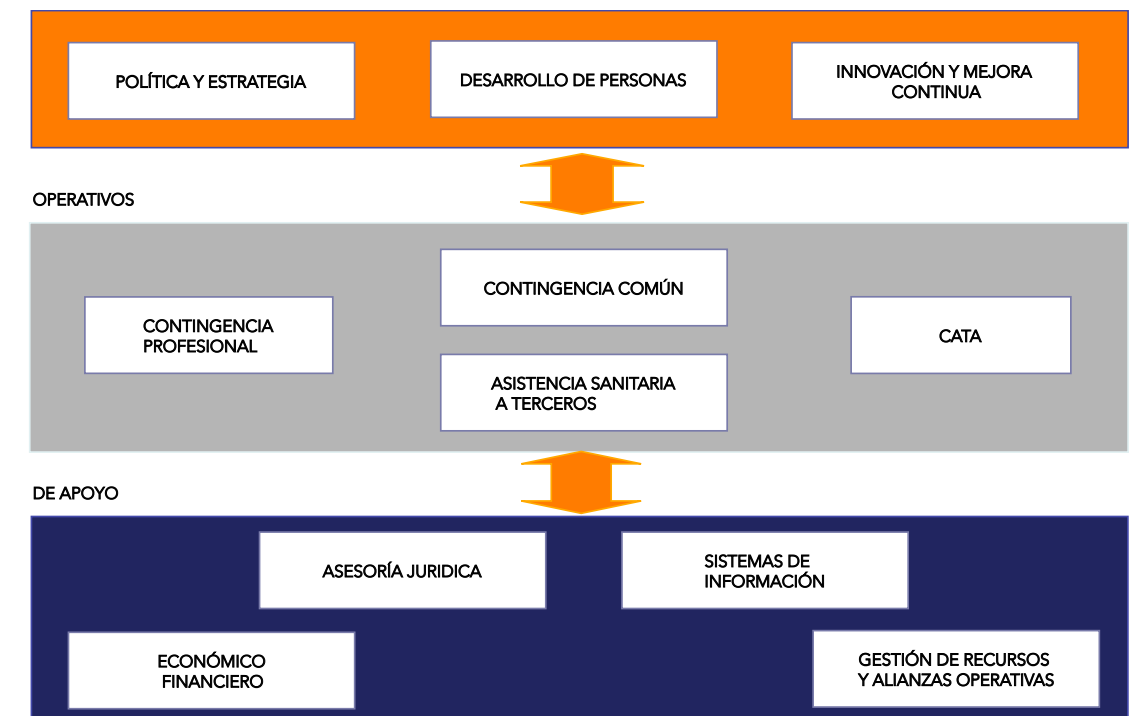 POLÍTICA Y ESTRATEGIA
DESARROLLO DE PERSONAS
INNOVACIÓN Y MEJORA
CONTINUA
OPERATIVOS
CONTINGENCIA
PROFESIONAL
CONTINGENCIA COMÚN
ASISTENCIA SANITARIA
A TERCEROS
CATA
DE APOYO
ASESORÍA JURIDICA
SISTEMAS DE
INFORMACIÓN
ECONÓMICO
FINANCIERO
GESTIÓN DE RECURSOS
Y ALIANZAS OPERATIVAS